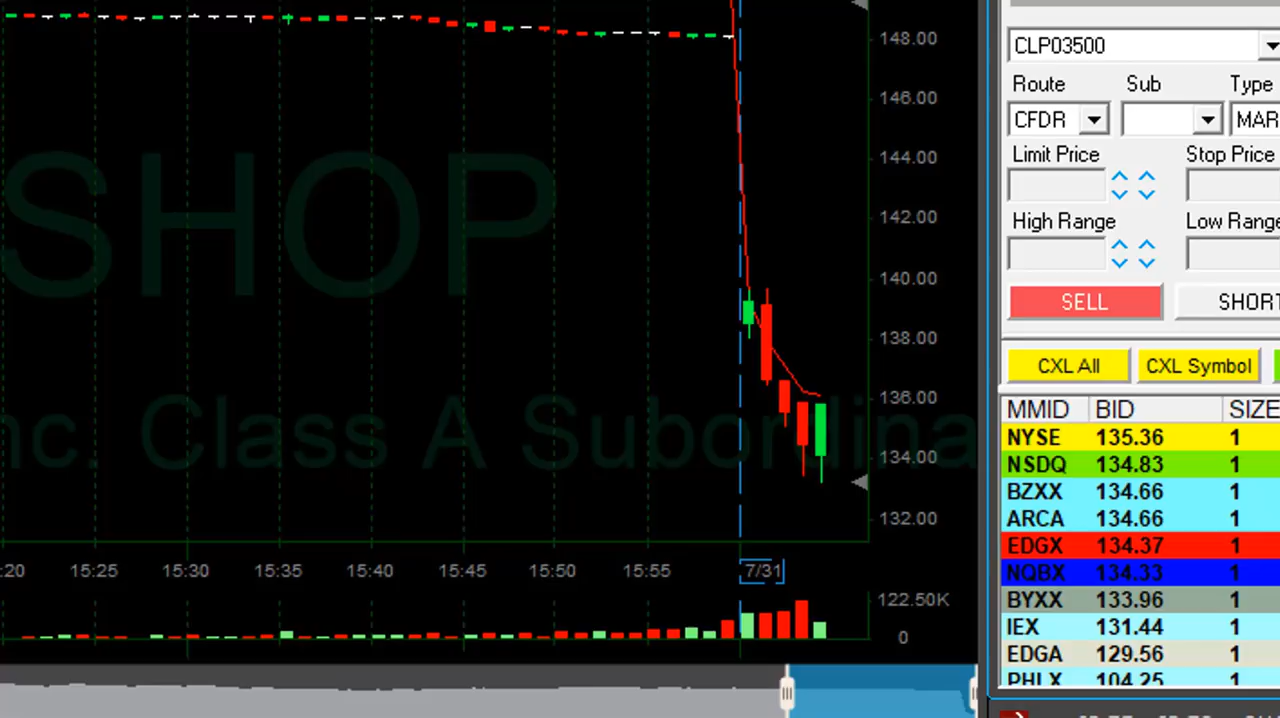 148.00
146.00
144.00
142.00
140.00
138.00
136.00
134.00
132.00
SHOP
nc. Class A Subordina
:20 15:25 15:30 15:35 15:40 15:45 15:50 15:55 7/31
122.50K
0
CLP03500
Route Sub Type
CFDR MAR
Limit Price Stop Price
High Range Low Range
SELL SHORT
CXL All CXL Symbol
MMID BID SIZE
NYSE 135.36 1
NSDQ 134.83 1
BZXX 134.66 1
ARCA 134.66 1
EDGX 134.37 1
NQBX 134.33 1
BYXX 133.96 1
IEX 131.44 1
EDGA 129.56 1
PHLX 104.25 1